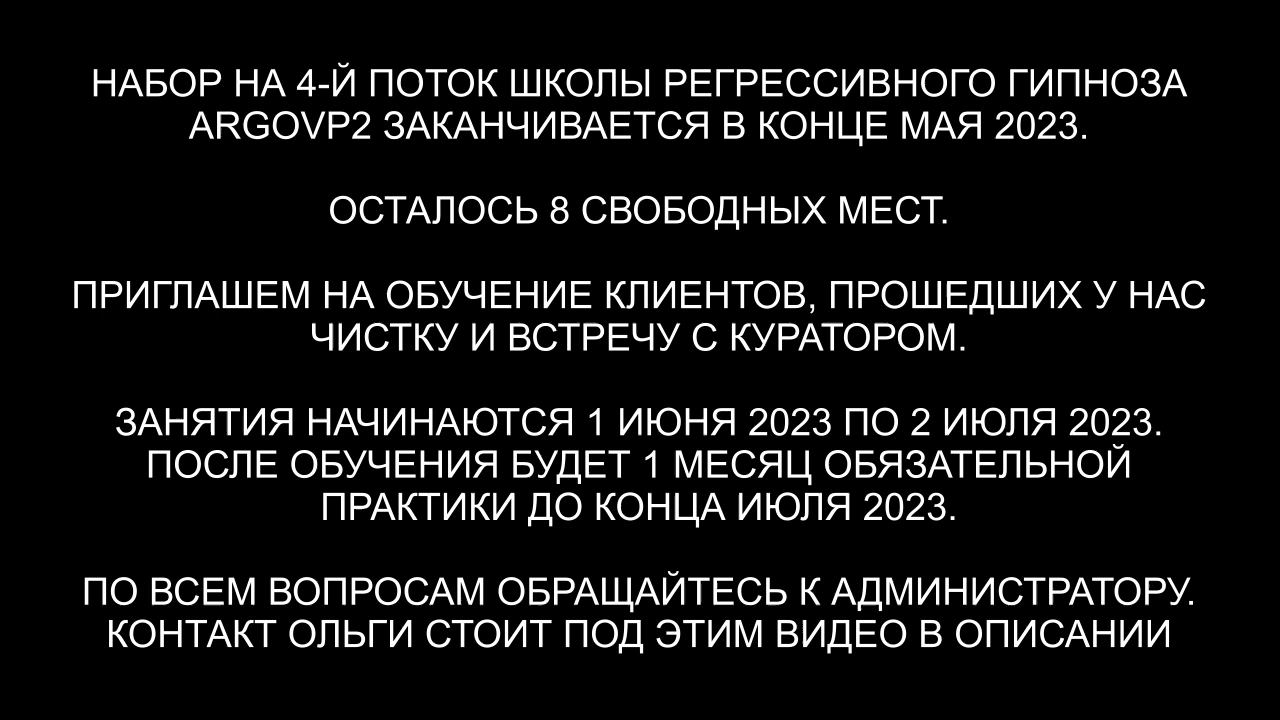 НАБОР НА 4-Й ПОТОК ШКОЛЫ РЕГРЕССИВНОГО ГИПНОЗА
ARGOVP2 ЗАКАНЧИВАЕТСЯ В КОНЦЕ МАЯ 2023.
ОСТАЛОСЬ 8 СВОБОДНЫХ МЕСТ.
ПРИГЛАШЕМ НА ОБУЧЕНИЕ КЛИЕНТОВ, ПРОШЕДШИХ У НАС
ЧИСТКУ И ВСТРЕЧУ С КУРАТОРОМ.
ЗАНЯТИЯ НАЧИНАЮТСЯ 1 ИЮНЯ 2023 ПО 2 ИЮЛЯ 2023.
ПОСЛЕ ОБУЧЕНИЯ БУДЕТ 1 МЕСЯЦ ОБЯЗАТЕЛЬНОЙ
ПРАКТИКИ ДО КОНЦА ИЮЛЯ 2023.
ПО ВСЕМ ВОПРОСАМ ОБРАЩАЙТЕСЬ К АДМИНИСТРАТОРУ.
КОНТАКТ ОЛЬГИ СТОИТ ПОД ЭТИМ ВИДЕО В ОПИСАНИИ